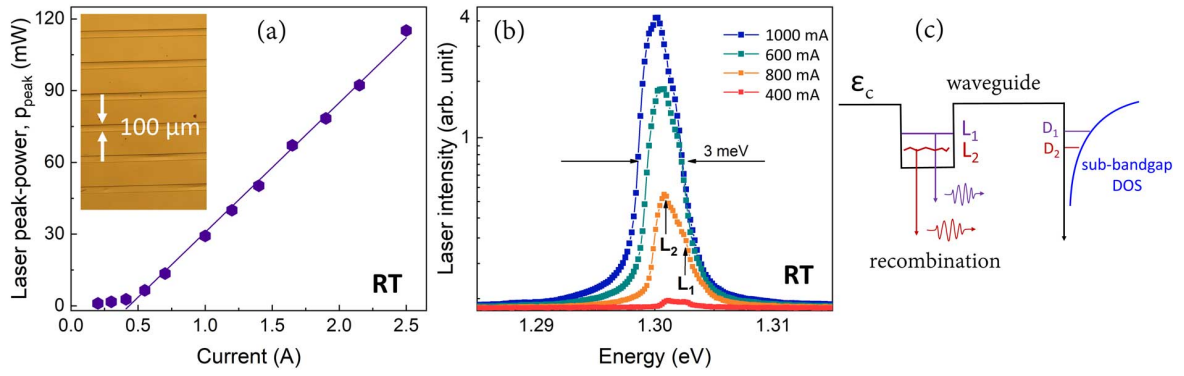 (a)
120
90
60
30
0
Laser peak-power, p_peak (mW)
100 µm
RT
0.0 0.5 1.0 1.5 2.0 2.5
Current (A)
(b)
4
1
Laser intensity (arb. unit)
1000 mA
600 mA
800 mA
400 mA
3 meV
L₂
L₁
RT
1.29 1.30 1.31
Energy (eV)
(c)
waveguide
ε_c
L₁
L₂
D₁
D₂
sub-bandgap
DOS
recombination